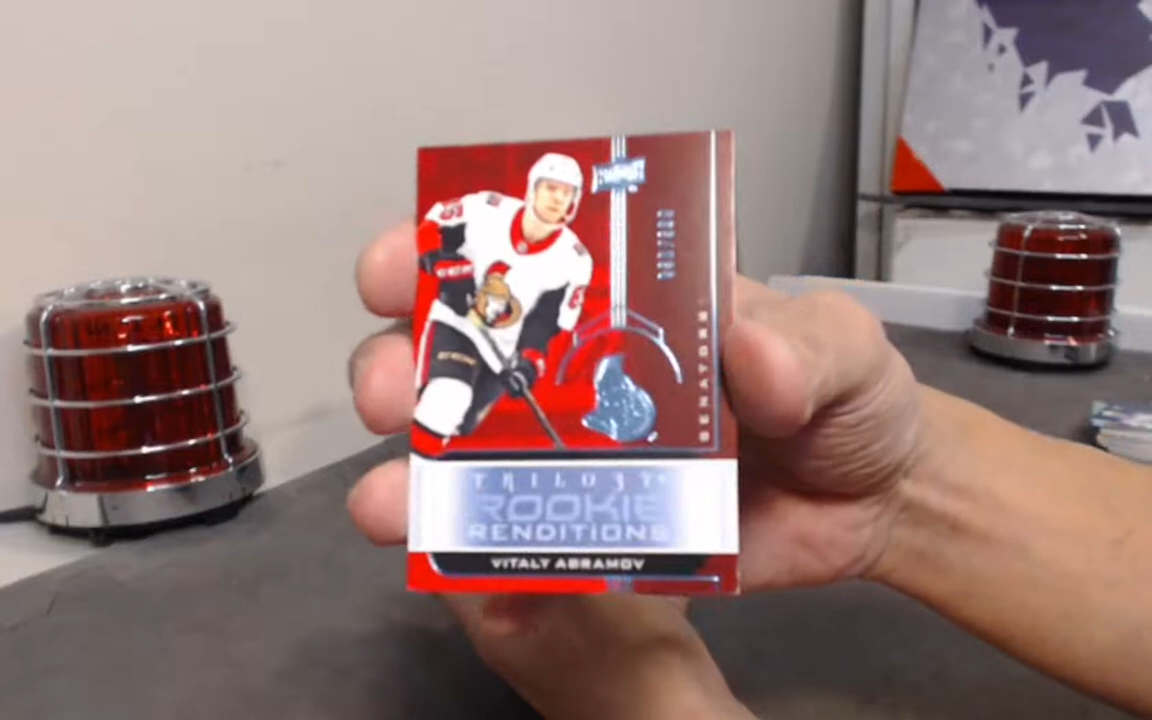 SENATORS
TRILOGY
ROOKIE
RENDITIONS
VITALY ABRAMOV